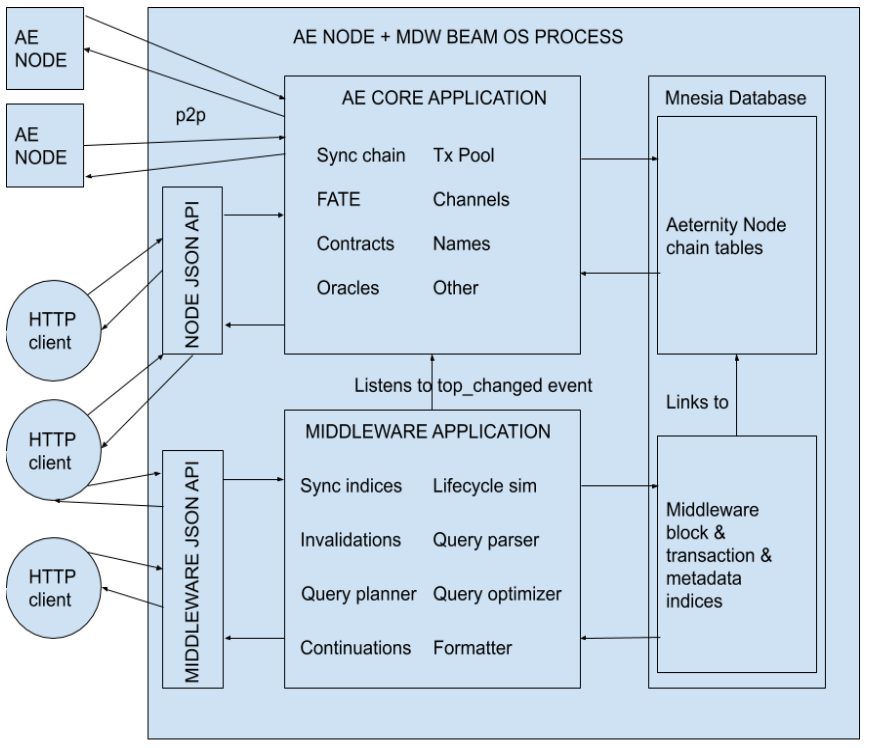 AE NODE + MDW BEAM OS PROCESS
AE
NODE
AE
NODE
p2p
HTTP
client
HTTP
client
HTTP
client
NODE JSON API
MIDDLEWARE JSON API
AE CORE APPLICATION
Sync chain Tx Pool
FATE Channels
Contracts Names
Oracles Other
Listens to top_changed event
MIDDLEWARE APPLICATION
Sync indices Lifecycle sim
Invalidations Query parser
Query planner Query optimizer
Continuations Formatter
Mnesia Database
Aeternity Node
chain tables
Links to
Middleware
block &
transaction &
metadata
indices